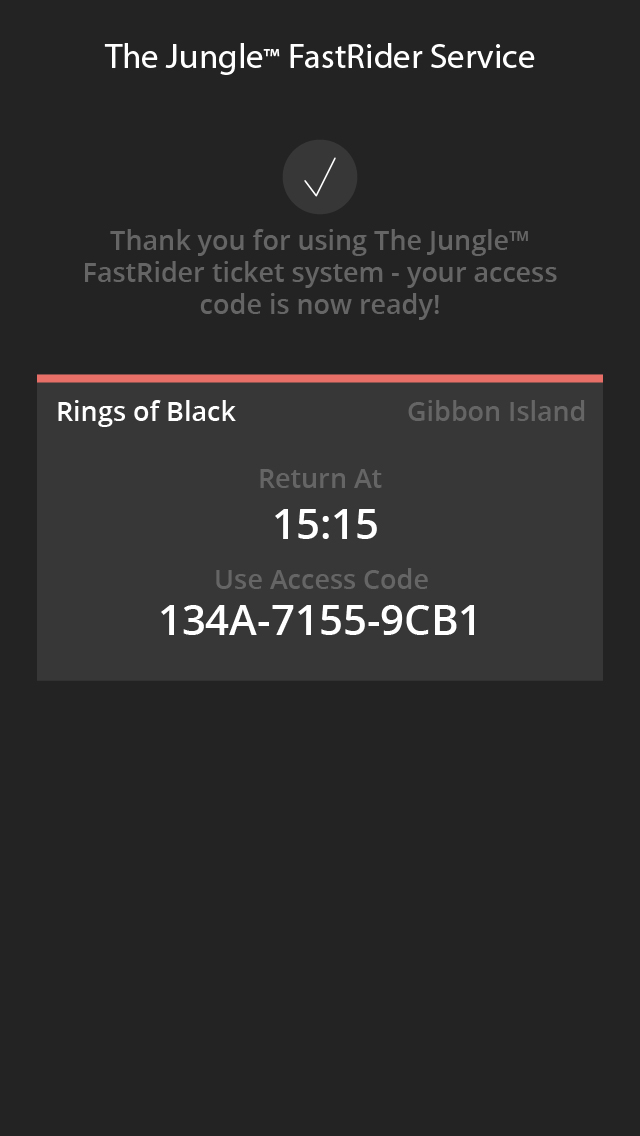 The Jungle™ FastRider Service
Thank you for using The Jungle™
FastRider ticket system - your access
code is now ready!
Rings of Black
Gibbon Island
Return At
15:15
Use Access Code
134A-7155-9CB1